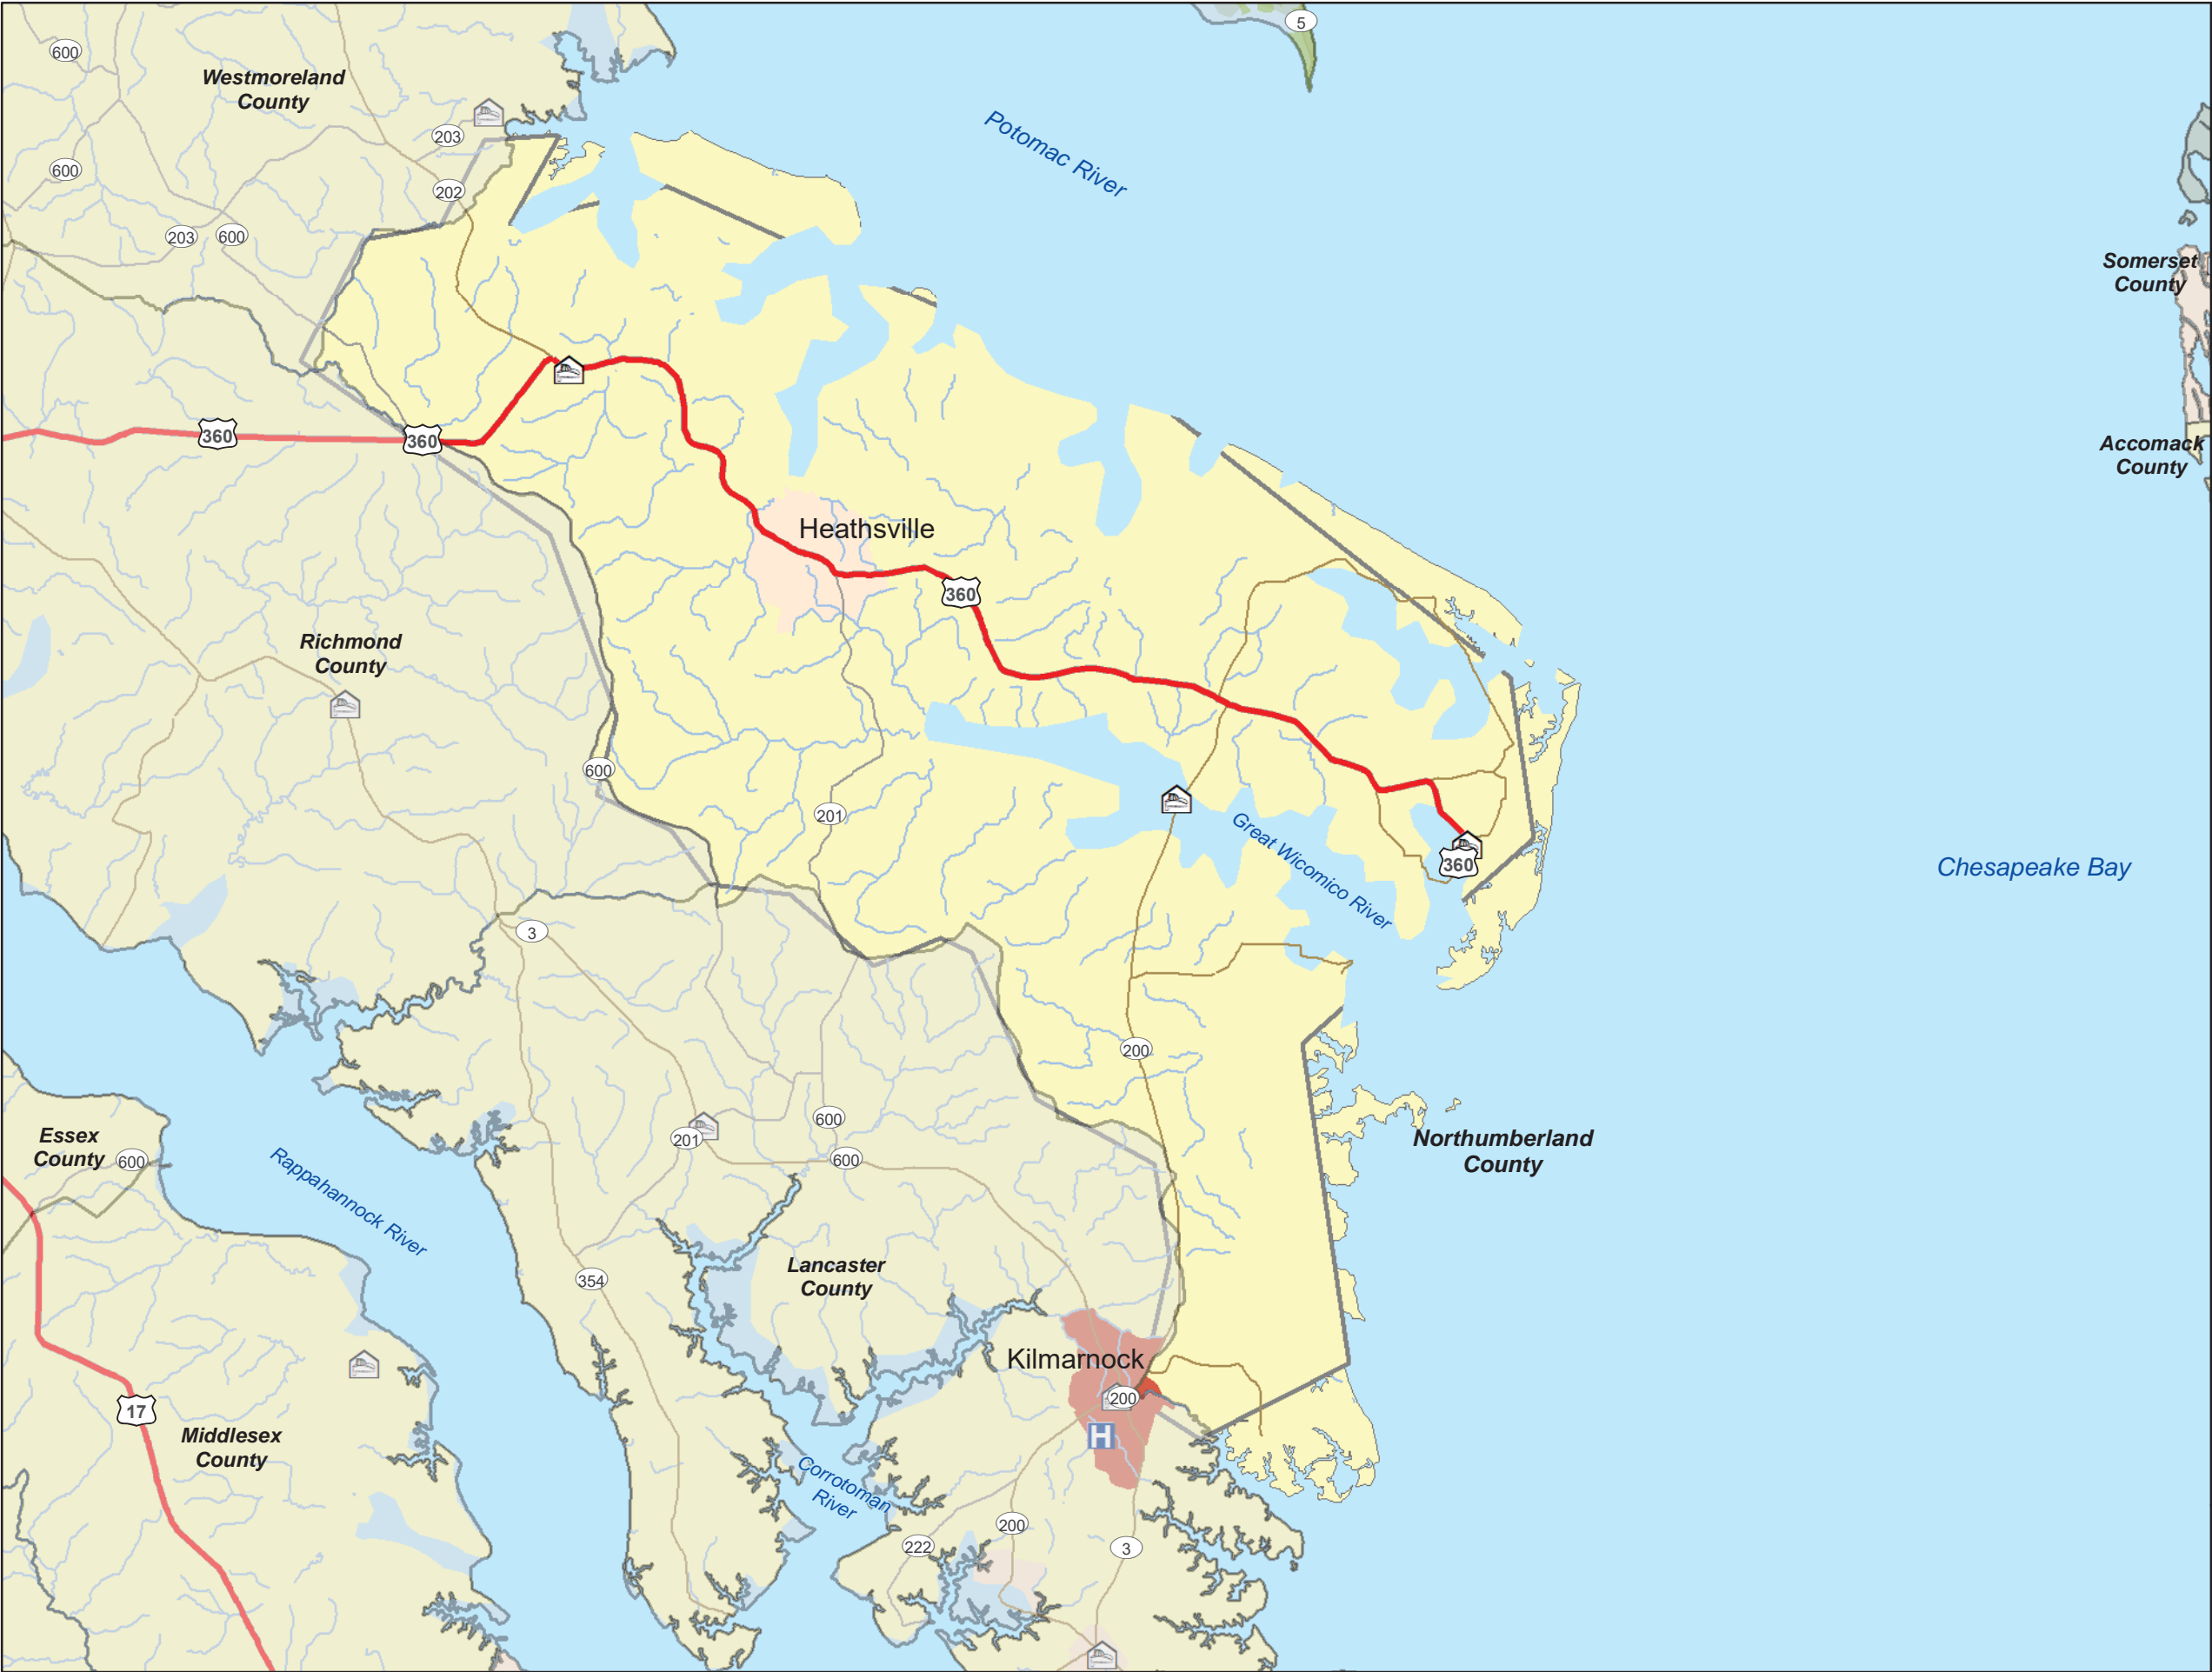 5
600
Westmoreland
County
203
600
202
Potomac River
203
600
Somerset
County
360
360
Accomack
County
Heathsville
360
Richmond
County
600
201
Great Wicomico River
360
Chesapeake Bay
3
200
600
201
600
Essex
County
600
Northumberland
County
Rappahannock River
Lancaster
County
354
Kilmarnock
200
17
H
Middlesex
County
Corrotoman
River
200
222
3